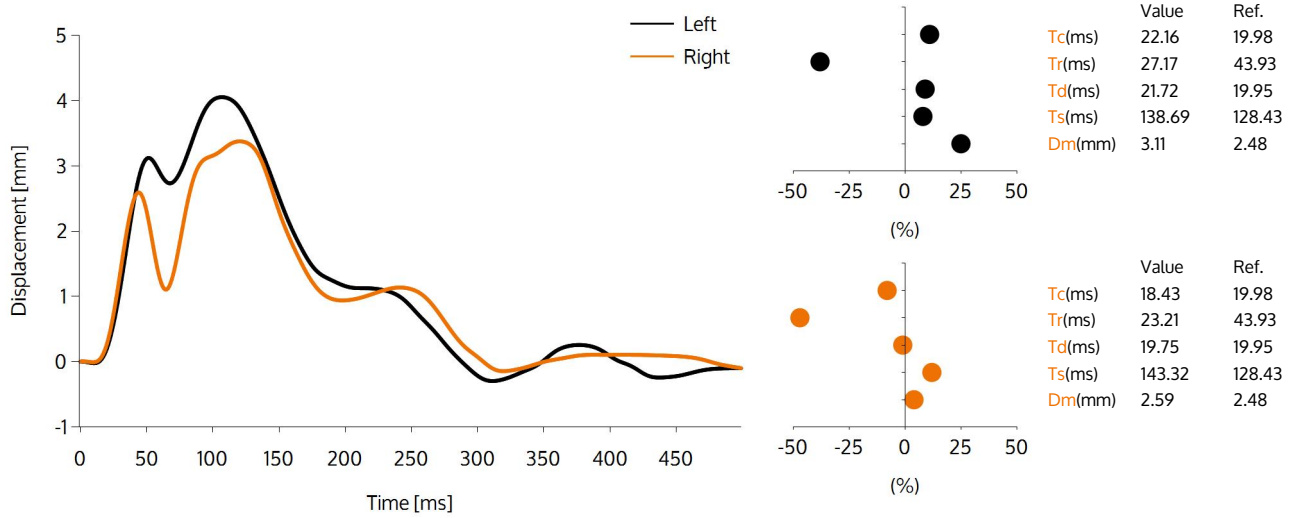 Left
Right
Displacement [mm]
5
4
3
2
1
0
-1
0 50 100 150 200 250 300 350 400 450
Time [ms]
-50 -25 0 25 50
(%)
Value Ref.
Tc(ms) 22.16 19.98
Tr(ms) 27.17 43.93
Td(ms) 21.72 19.95
Ts(ms) 138.69 128.43
Dm(mm) 3.11 2.48
-50 -25 0 25 50
(%)
Value Ref.
Tc(ms) 18.43 19.98
Tr(ms) 23.21 43.93
Td(ms) 19.75 19.95
Ts(ms) 143.32 128.43
Dm(mm) 2.59 2.48